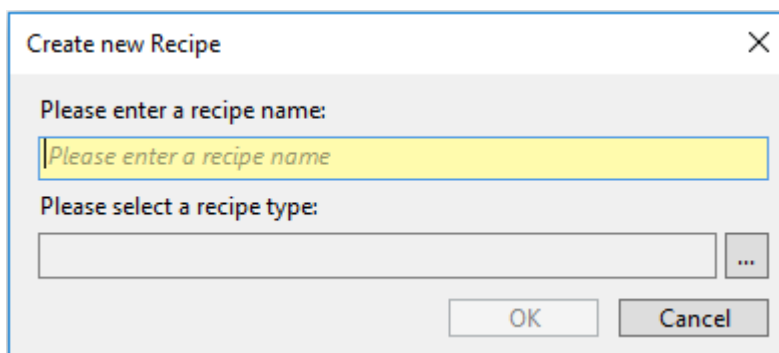 Create new Recipe
Please enter a recipe name:
Please enter a recipe name
Please select a recipe type:
...
OK Cancel